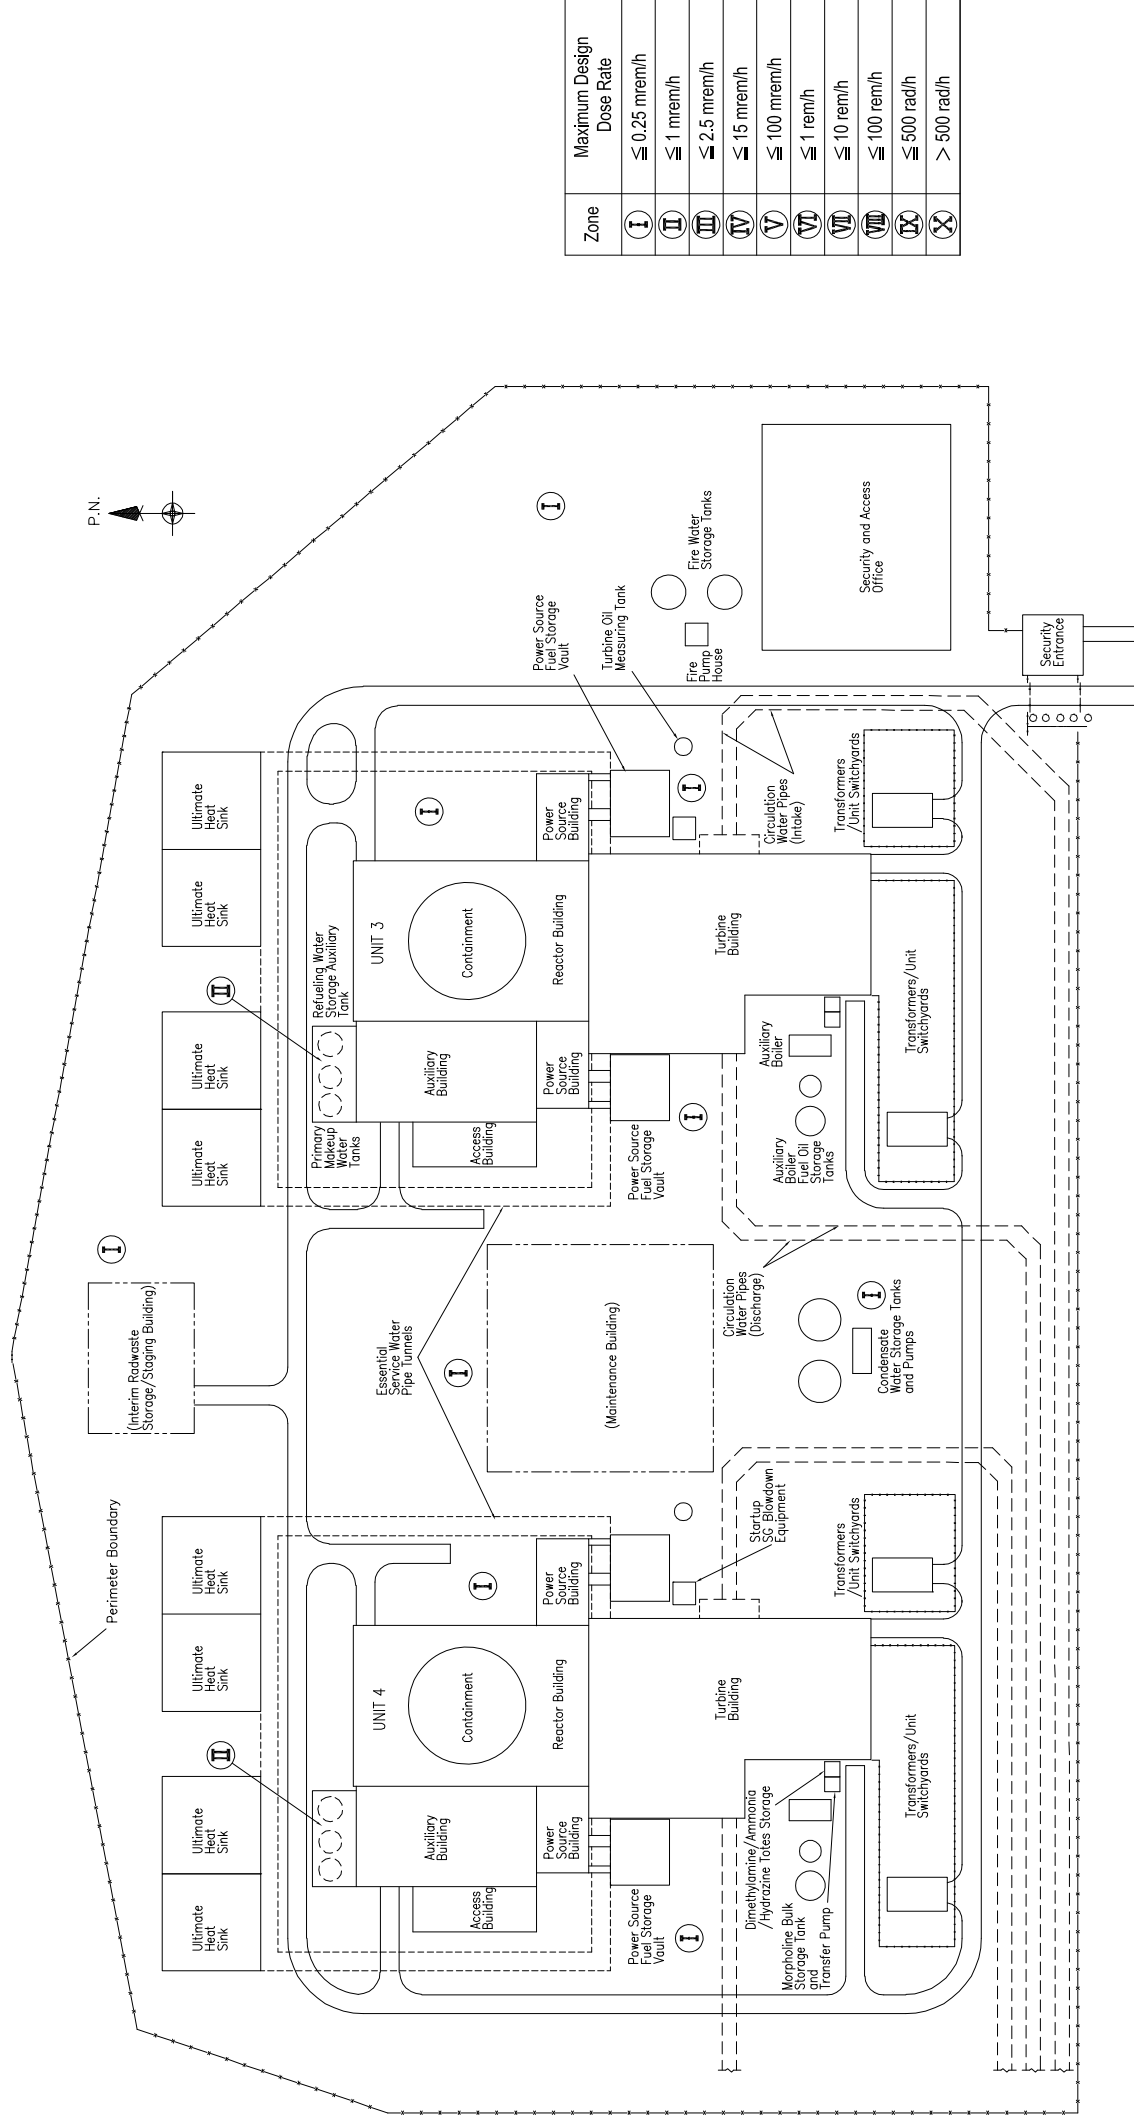 Perimeter Boundary
(Interim Radwaste
Storage/Staging Building)
I
P.N.
Ultimate
Heat
Sink
Ultimate
Heat
Sink
Ultimate
Heat
Sink
Ultimate
Heat
Sink
Ultimate
Heat
Sink
Ultimate
Heat
Sink
Ultimate
Heat
Sink
Ultimate
Heat
Sink
II
II
Primary
Makeup
Water
Tanks
Refueling Water
Storage Auxiliary
Tank
UNIT 4
Essential
Service Water
Pipe Tunnels
UNIT 3
Auxiliary
Building
Containment
I
I
Auxiliary
Building
Containment
I
Access
Building
Access
Building
Power
Source
Building
Reactor Building
Power
Source
Building
Power
Source
Building
Reactor Building
Power
Source
Building
Power Source
Fuel Storage
Vault
I
(Maintenance Building)
Power Source
Fuel Storage
Vault
I
I
Power Source
Fuel Storage
Vault
Turbine Oil
Measuring Tank
I
Fire
Pump
House
Fire Water
Storage Tanks
Turbine
Building
Circulation
Water Pipes
(Discharge)
Turbine
Building
Circulation
Water Pipes
(Intake)
Dimethylamine/Ammonia
/Hydrazine Totes Storage
Startup
SG Blowdown
Equipment
Auxiliary
Boiler
Morpholine Bulk
Storage Tank
and
Transfer Pump
Auxiliary
Boiler
Fuel Oil
Storage
Tanks
Transformers
/Unit Switchyards
I
Condensate
Water Storage Tanks
and Pumps
Transformers
/Unit Switchyards
Security and Access
Office
Transformers/Unit
Switchyards
Transformers/Unit
Switchyards
Security
Entrance
Zone Maximum Design
Dose Rate
I ≦ 0.25 mrem/h
II ≦ 1 mrem/h
III ≦ 2.5 mrem/h
IV ≦ 15 mrem/h
V ≦ 100 mrem/h
VI ≦ 1 rem/h
VII ≦ 10 rem/h
VIII ≦ 100 rem/h
IX ≦ 500 rad/h
X > 500 rad/h